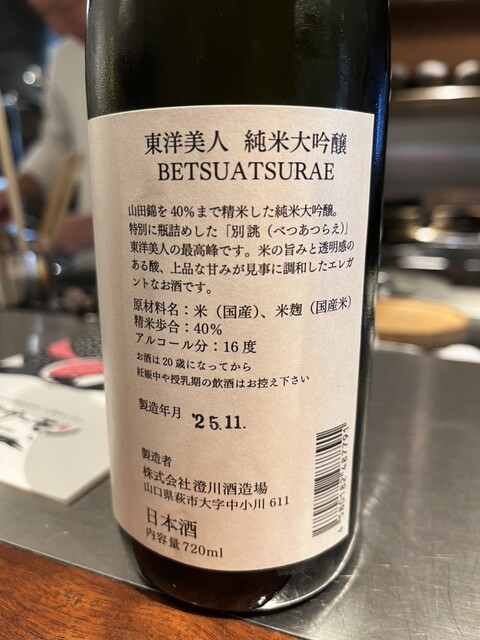 東洋美人 純米大吟醸
BETSUATSURAE
山田錦を40%まで精米した純米大吟醸。
特別に瓶詰めした「別誂（べつあつらえ）」
東洋美人の最高峰です。米の旨みと透明感の
ある酸、上品な甘みが見事に調和したエレガ
ントなお酒です。
原材料名：米（国産）、米麹（国産米）
精米歩合：40%
アルコール分：16度
お酒は20歳になってから
妊娠中や授乳期の飲酒はお控え下さい
製造年月 '25.11.
製造者
株式会社澄川酒造場
山口県萩市大字中小川611
日本酒
内容量720ml
4580182487791